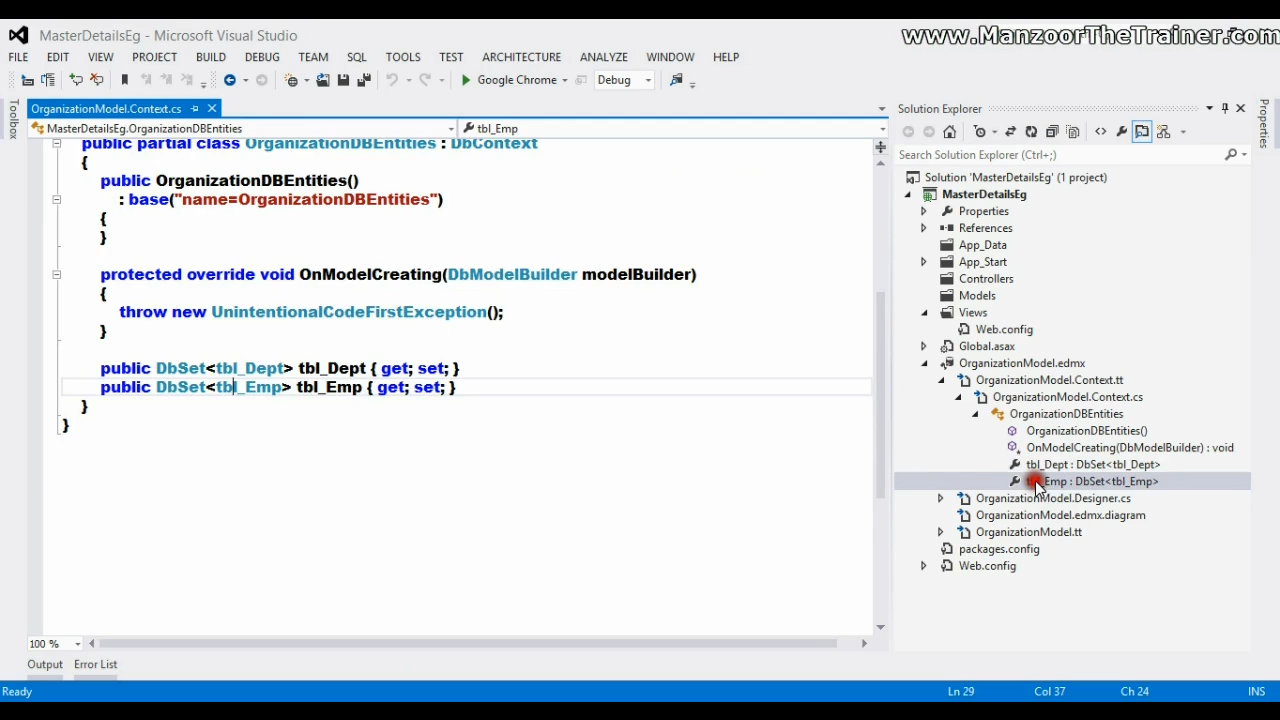 MasterDetailsEg - Microsoft Visual Studio
www.ManzoorTheTrainer.com
FILE EDIT VIEW PROJECT BUILD DEBUG TEAM SQL TOOLS TEST ARCHITECTURE ANALYZE WINDOW HELP
Google Chrome Debug
Toolbox
OrganizationModel.Context.cs
MasterDetailsEg.OrganizationDBEntities tbl_Emp
public partial class OrganizationDBEntities : DbContext
{
public OrganizationDBEntities()
: base("name=OrganizationDBEntities")
{
}
protected override void OnModelCreating(DbModelBuilder modelBuilder)
{
throw new UnintentionalCodeFirstException();
}
public DbSet<tbl_Dept> tbl_Dept { get; set; }
public DbSet<tbl_Emp> tbl_Emp { get; set; }
}
}
100 %
Solution Explorer
Search Solution Explorer (Ctrl+;)
Solution 'MasterDetailsEg' (1 project)
MasterDetailsEg
Properties
References
App_Data
App_Start
Controllers
Models
Views
Web.config
Global.asax
OrganizationModel.edmx
OrganizationModel.Context.tt
OrganizationModel.Context.cs
OrganizationDBEntities
OrganizationDBEntities()
OnModelCreating(DbModelBuilder) : void
tbl_Dept : DbSet<tbl_Dept>
tbl_Emp : DbSet<tbl_Emp>
OrganizationModel.Designer.cs
OrganizationModel.edmx.diagram
OrganizationModel.tt
packages.config
Web.config
Properties
Output Error List
Ready Ln 29 Col 37 Ch 24 INS